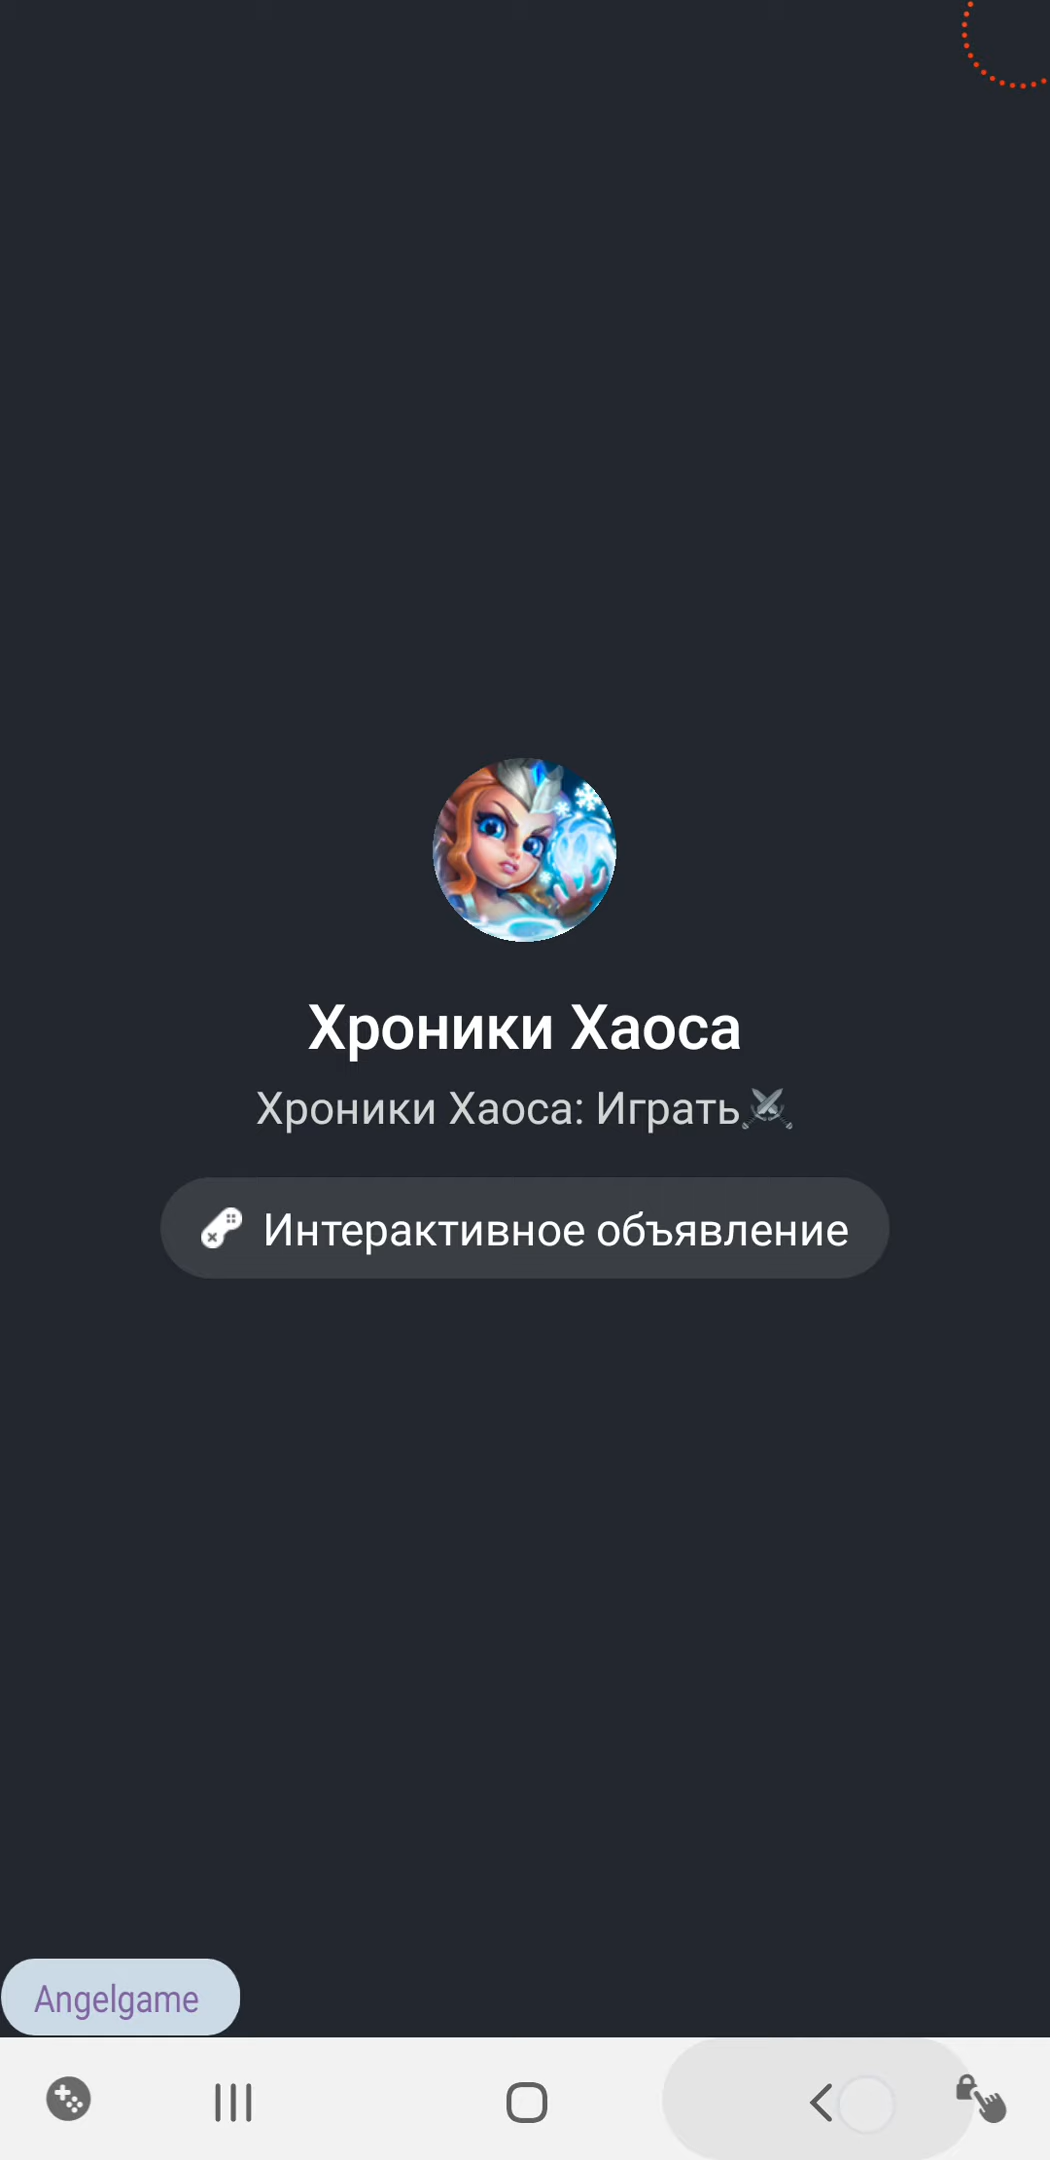 Хроники Хаоса
Хроники Хаоса: Играть⚔
Интерактивное объявление
Angelgame